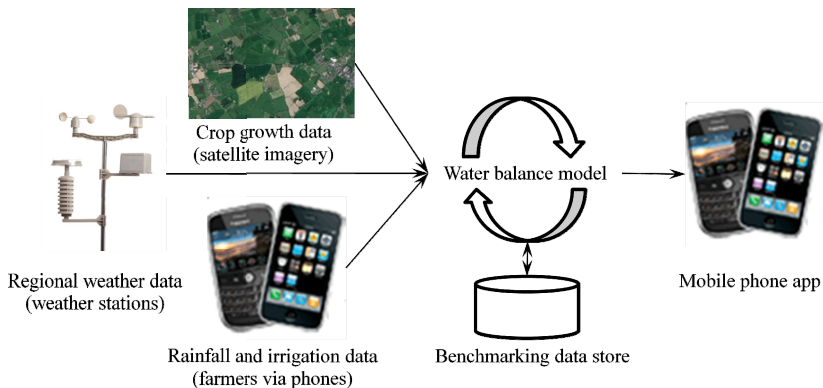 Crop growth data
(satellite imagery)
Water balance model
Regional weather data
(weather stations)
Mobile phone app
Rainfall and irrigation data
(farmers via phones)
Benchmarking data store